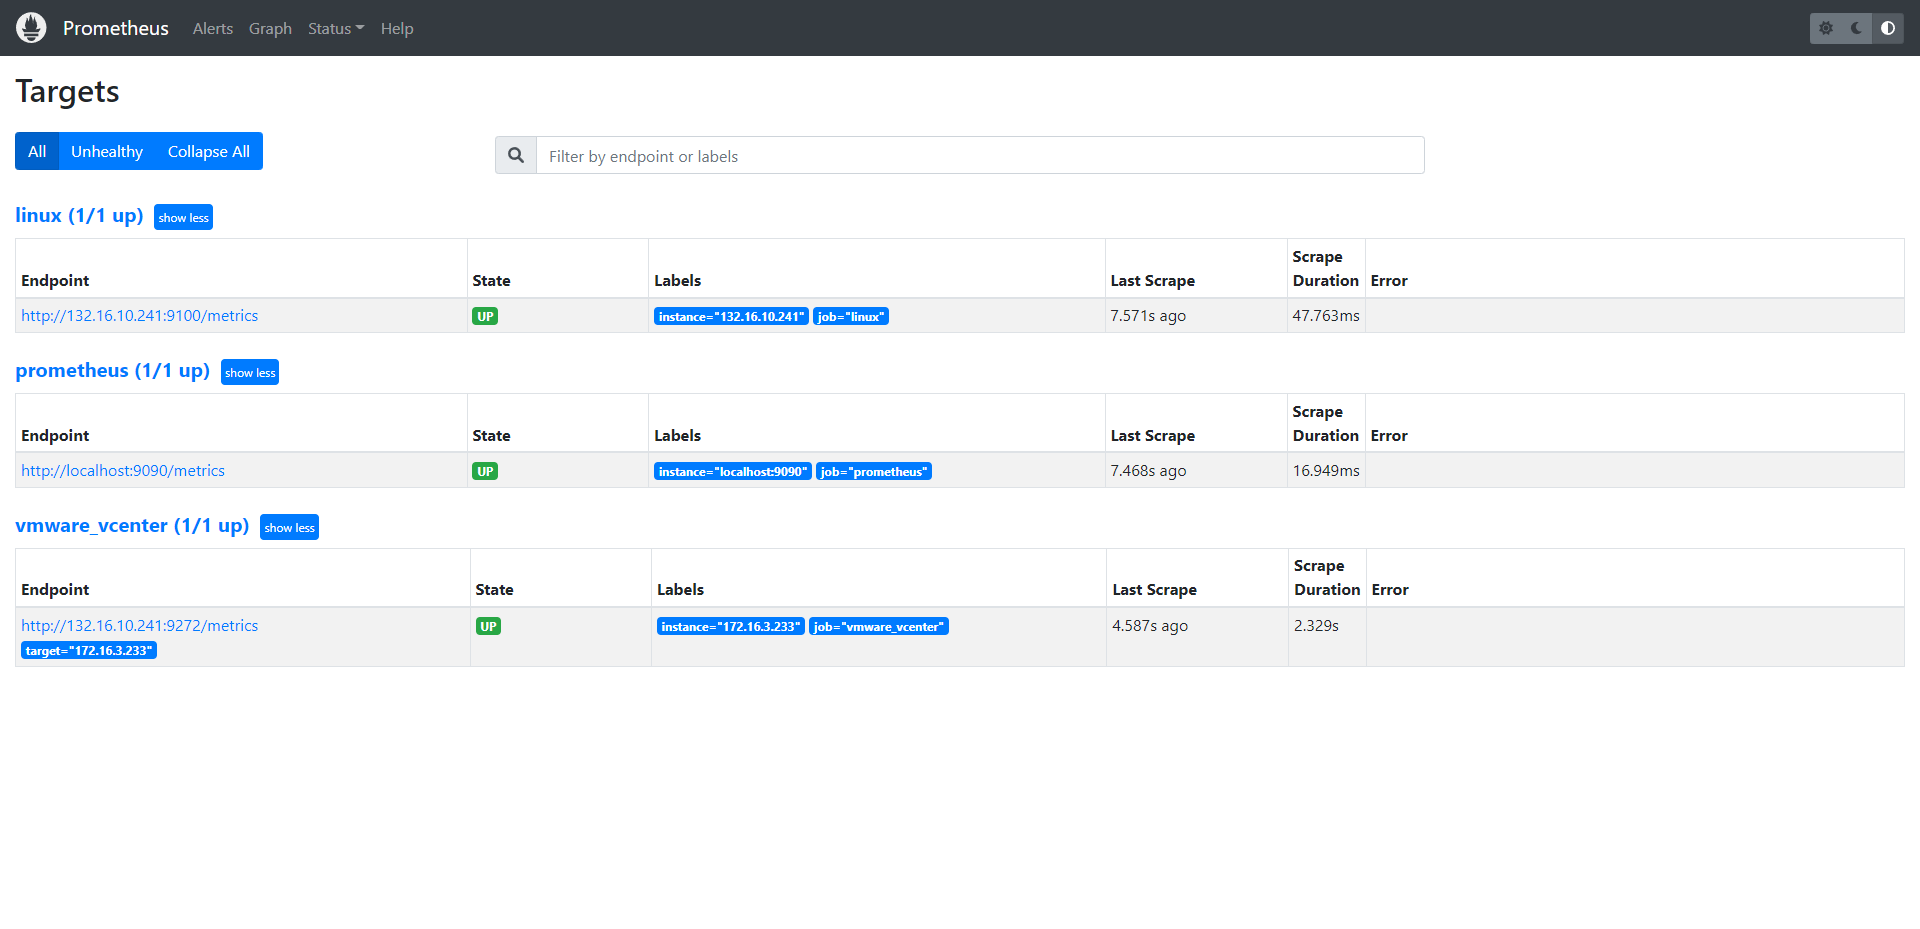 Prometheus Alerts Graph Status Help
Targets
All Unhealthy Collapse All
Filter by endpoint or labels
linux (1/1 up) show less
Endpoint State Labels Last Scrape Scrape Duration Error
http://132.16.10.241:9100/metrics UP instance="132.16.10.241" job="linux" 7.571s ago 47.763ms
prometheus (1/1 up) show less
Endpoint State Labels Last Scrape Scrape Duration Error
http://localhost:9090/metrics UP instance="localhost:9090" job="prometheus" 7.468s ago 16.949ms
vmware_vcenter (1/1 up) show less
Endpoint State Labels Last Scrape Scrape Duration Error
http://132.16.10.241:9272/metrics UP instance="172.16.3.233" job="vmware_vcenter" 4.587s ago 2.329s
target="172.16.3.233"